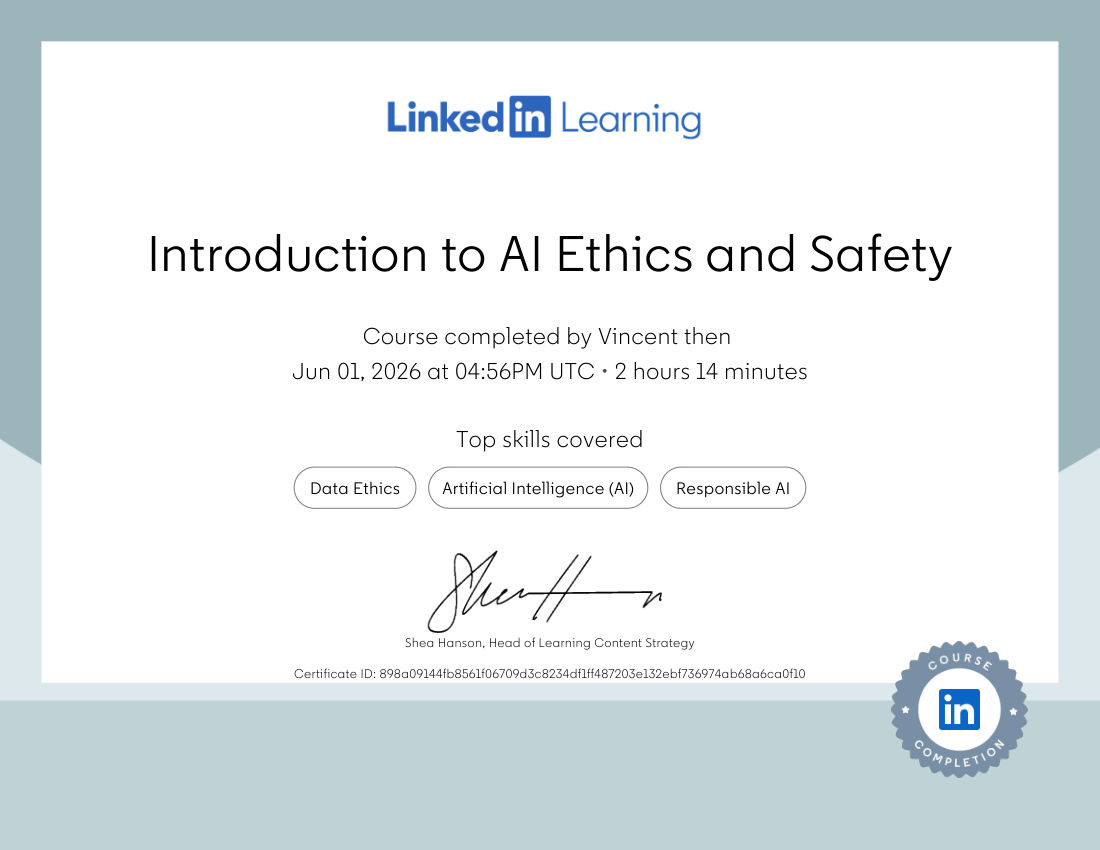 LinkedIn Learning
Introduction to AI Ethics and Safety
Course completed by Vincent then
Jun 01, 2026 at 04:56PM UTC • 2 hours 14 minutes
Top skills covered
Data Ethics Artificial Intelligence (AI) Responsible AI
Shea Hanson, Head of Learning Content Strategy
Certificate ID: 898a09144fb8561f06709d3c8234df1ff487203e132ebf736974ab68a6ca0f10
COURSE
in
COMPLETION